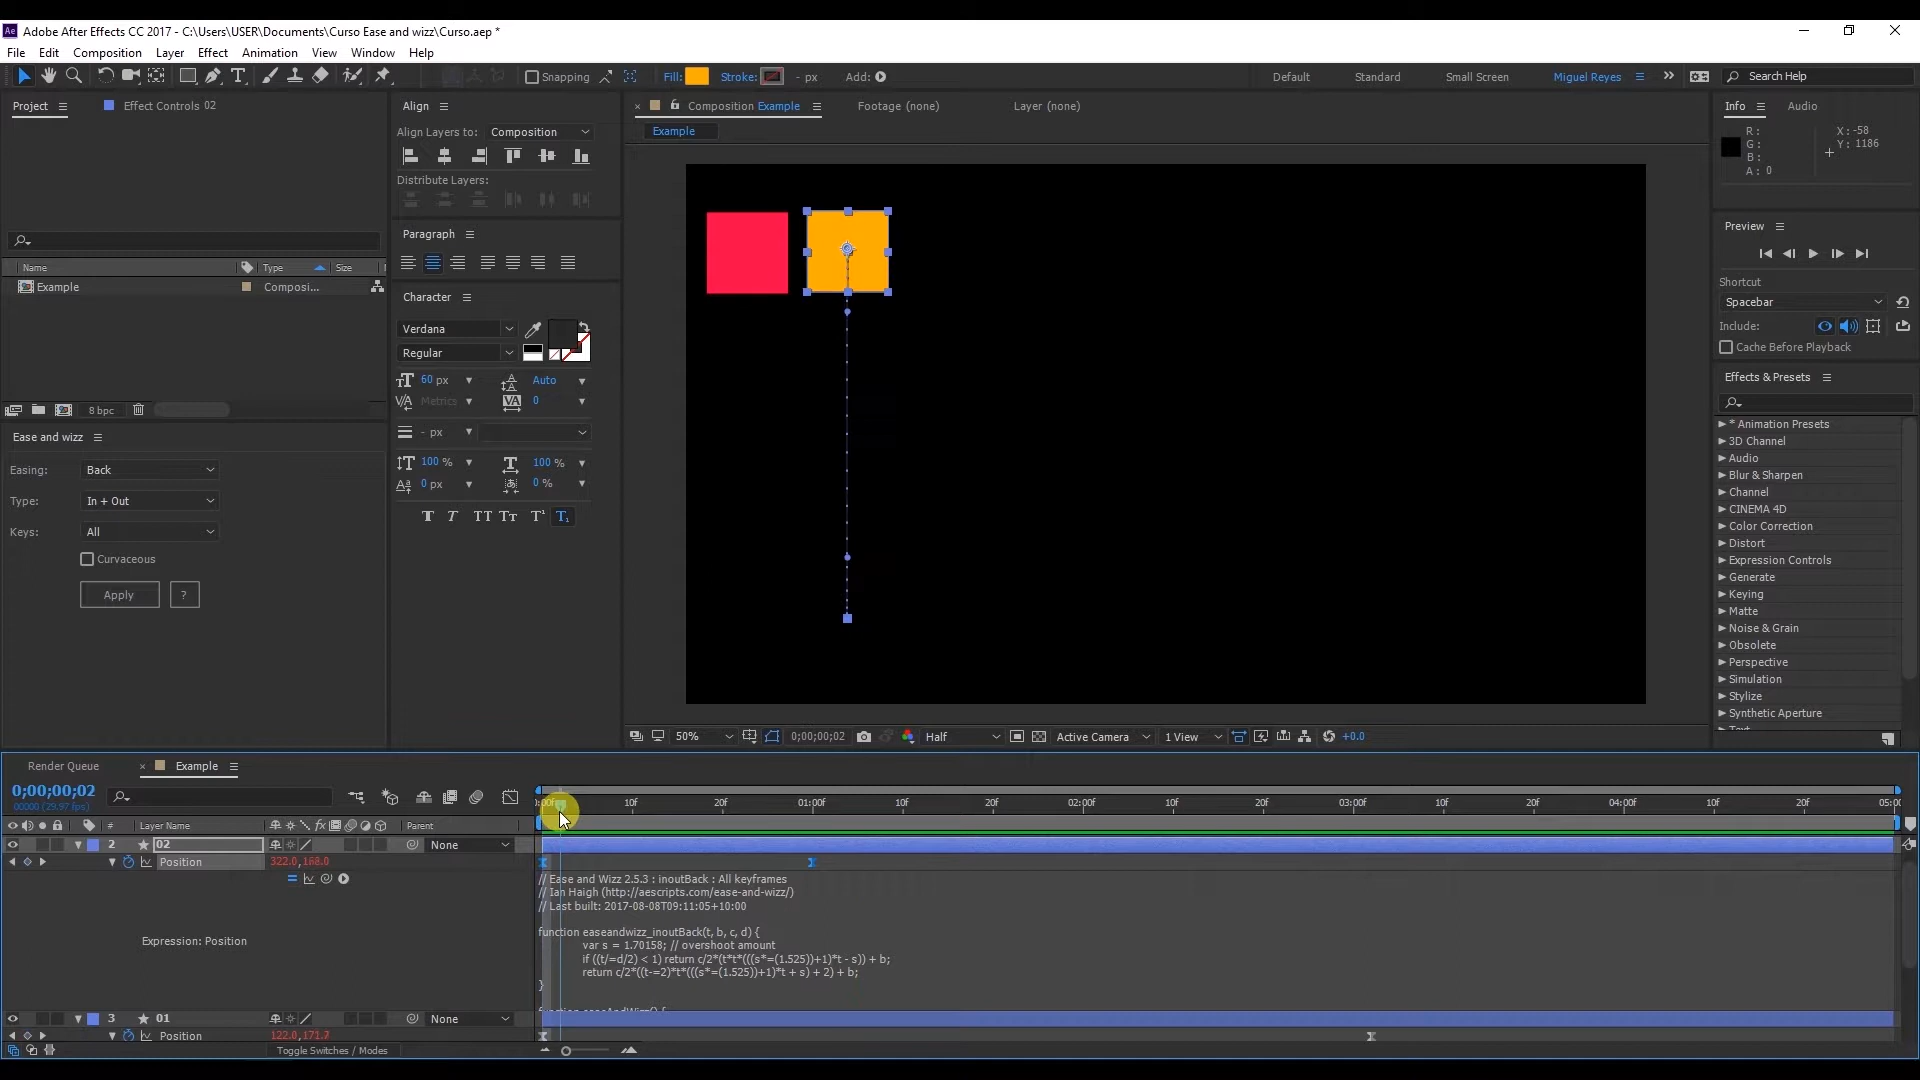 Adobe After Effects CC 2017 - C:\Users\USER\Documents\Curso Ease and wizz\Curso.aep *
File Edit Composition Layer Effect Animation View Window Help
Snapping Fill: Stroke: - px Add: Default Standard Small Screen Miguel Reyes Search Help
Project Effect Controls 02
Name Type Size
Example Composi...
8 bpc
Ease and wizz
Easing: Back
Type: In + Out
Keys: All
Curvaceous
Apply ?
Align
Align Layers to: Composition
Distribute Layers:
Paragraph
Character
Verdana
Regular
60 px Auto
Metrics 0
- px
100 % 100 %
0 px 0 %
Composition Example Footage (none) Layer (none)
Example
50% 0;00;00;02 Half Active Camera 1 View +0.0
Info Audio
R: X: -58
G: Y: 1186
B:
A: 0
Preview
Shortcut
Spacebar
Include:
Cache Before Playback
Effects & Presets
* Animation Presets
3D Channel
Audio
Blur & Sharpen
Channel
CINEMA 4D
Color Correction
Distort
Expression Controls
Generate
Keying
Matte
Noise & Grain
Obsolete
Perspective
Simulation
Stylize
Synthetic Aperture
Render Queue Example
0;00;00;02
00000 (29.97 fps)
# Layer Name Parent
:00f 10f 20f 01:00f 10f 20f 02:00f 10f 20f 03:00f 10f 20f 04:00f 10f 20f 05:00
2 02 None
Position 322.0,168.0
Expression: Position
// Ease and Wizz 2.5.3 : inoutBack : All keyframes
// Ian Haigh (http://aescripts.com/ease-and-wizz/)
// Last built: 2017-08-08T09:11:05+10:00
function easeandwizz_inoutBack(t, b, c, d) {
var s = 1.70158; // overshoot amount
if ((t/=d/2) < 1) return c/2*(t*t*(((s*=(1.525))+1)*t - s)) + b;
return c/2*((t-=2)*t*(((s*=(1.525))+1)*t + s) + 2) + b;
}
3 01 None
Position 122.0,171.7
Toggle Switches / Modes